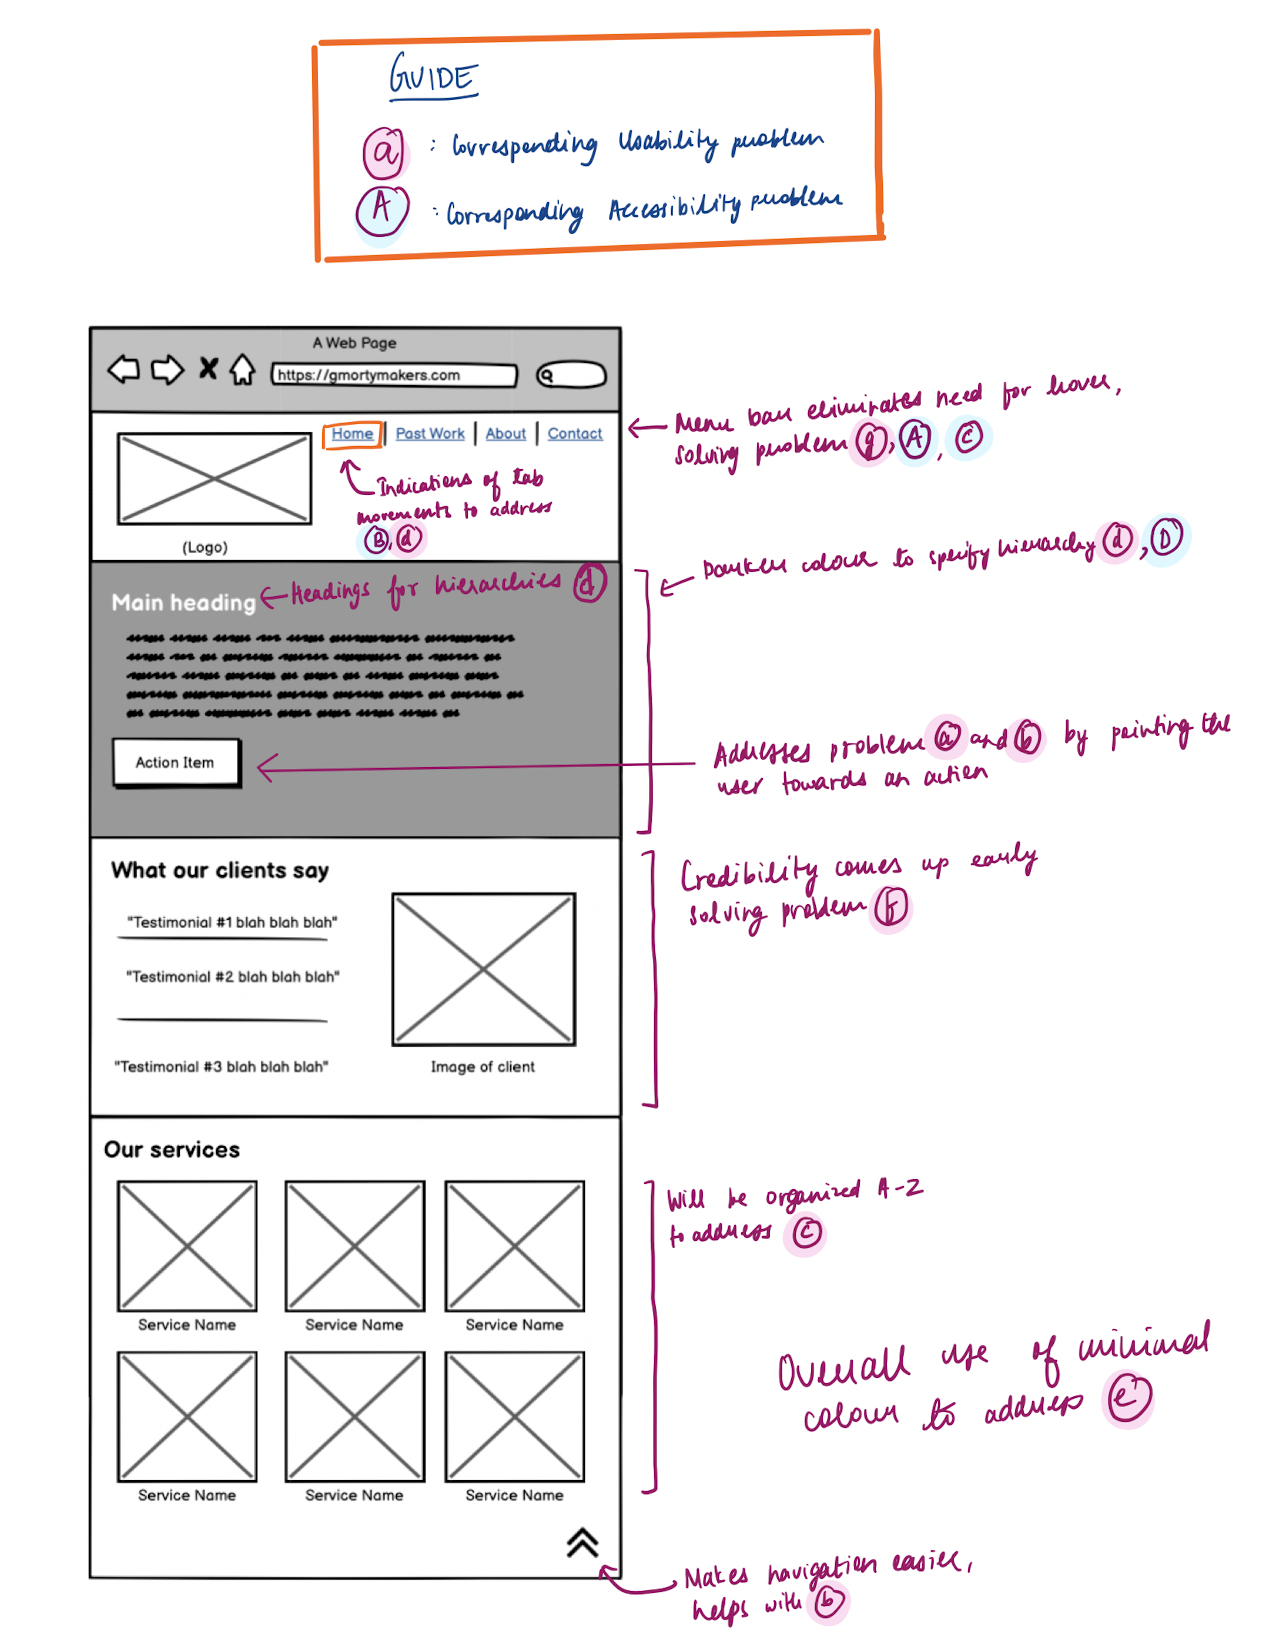 GUIDE
a : Corresponding Usability problem
A : Corresponding Accessibility problem
A Web Page
https://gmortymakers.com
Home | Past Work | About | Contact
Menu bar eliminates need for hover,
solving problem g, A, C
Indications of tab
movements to address
B, d
(Logo)
Darker colour to specify hierarchy d, D
Main heading
Headings for hierarchies d
Action Item
Addresses problem a and b by pointing the
user towards an action
What our clients say
"Testimonial #1 blah blah blah"
"Testimonial #2 blah blah blah"
"Testimonial #3 blah blah blah"
Image of client
Credibility comes up early
solving problem f
Our services
Service Name
Service Name
Service Name
Service Name
Service Name
Service Name
Will be organized A-Z
to address c
Overall use of minimal
colour to address e
Makes navigation easier,
helps with b